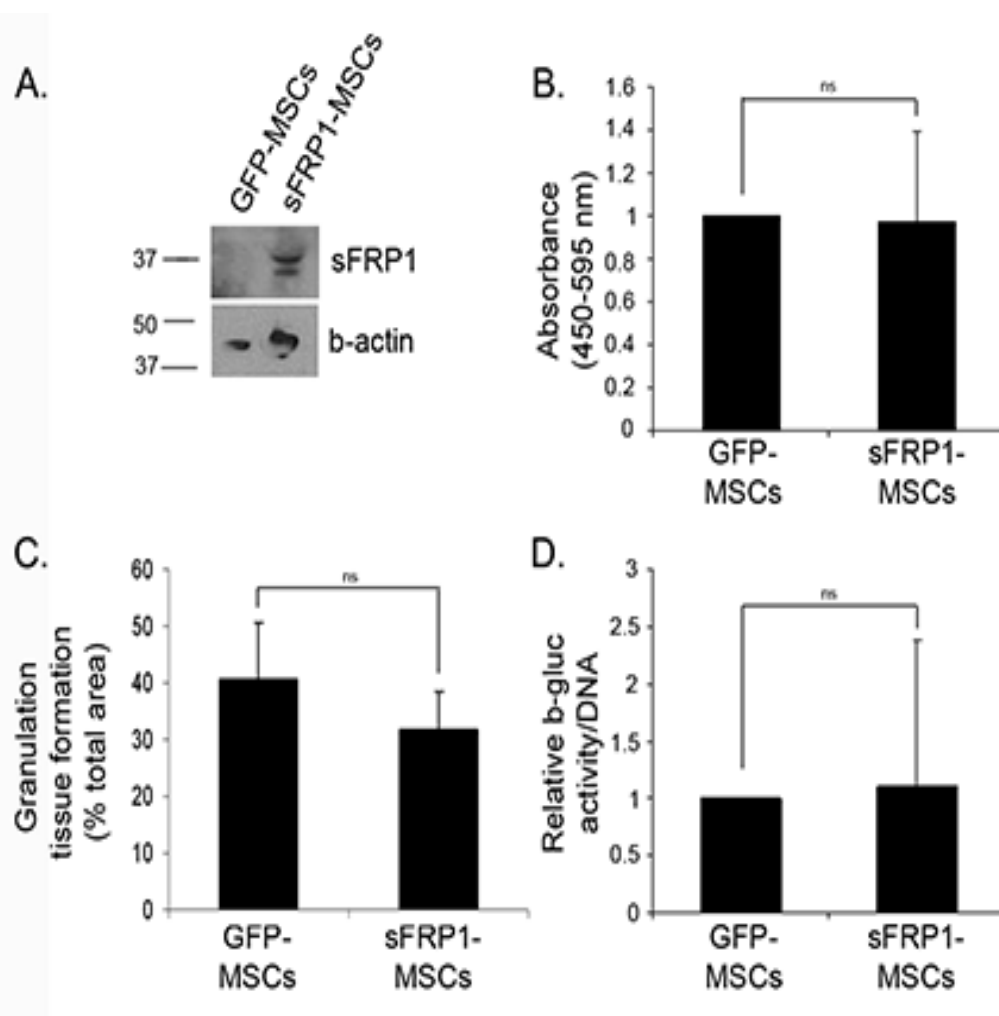 A.
GFP-MSCs
sFRP1-MSCs
37
sFRP1
50
37
b-actin
B.
Absorbance
(450-595 nm)
1.6
1.4
1.2
1
0.8
0.6
0.4
0.2
0
ns
GFP-
MSCs
sFRP1-
MSCs
C.
Granulation
tissue formation
(% total area)
60
50
40
30
20
10
0
ns
GFP-
MSCs
sFRP1-
MSCs
D.
Relative b-gluc
activity/DNA
3
2.5
2
1.5
1
0.5
0
ns
GFP-
MSCs
sFRP1-
MSCs